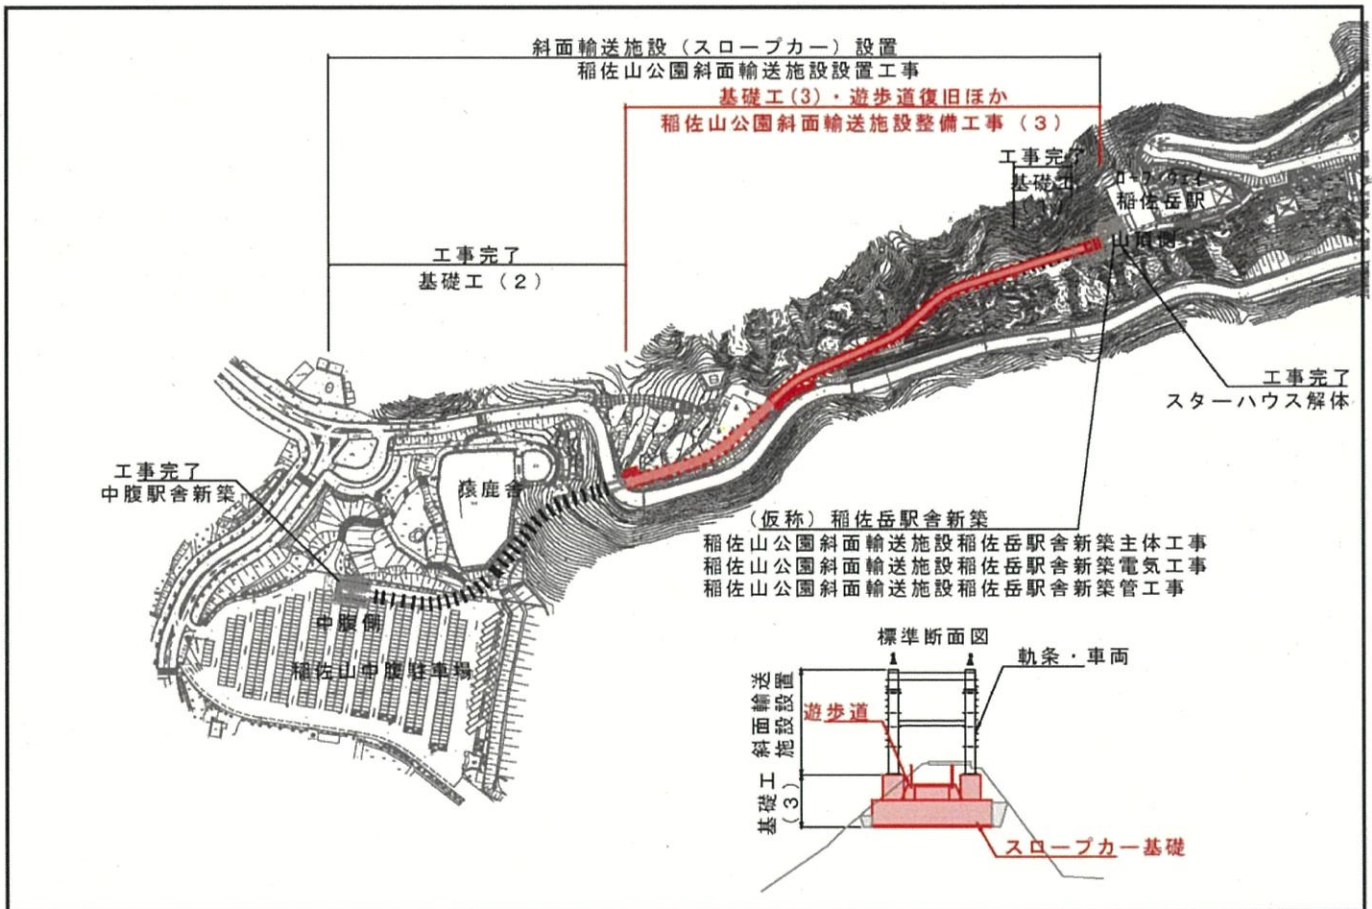 斜面輸送施設（スロープカー）設置
稲佐山公園斜面輸送施設設置工事
基礎工(3)・遊歩道復旧ほか
稲佐山公園斜面輸送施設整備工事（3）
工事完了
基礎工
ロープウェイ
稲佐岳駅
山頂側
工事完了
基礎工（2）
工事完了
スターハウス解体
工事完了
中腹駅舎新築
猿鹿舎
（仮称）稲佐岳駅舎新築
稲佐山公園斜面輸送施設稲佐岳駅舎新築主体工事
稲佐山公園斜面輸送施設稲佐岳駅舎新築電気工事
稲佐山公園斜面輸送施設稲佐岳駅舎新築管工事
中腹側
稲佐山中腹駐車場
標準断面図
軌条・車両
斜面輸送
施設設置
遊歩道
基礎工
（3）
スロープカー基礎